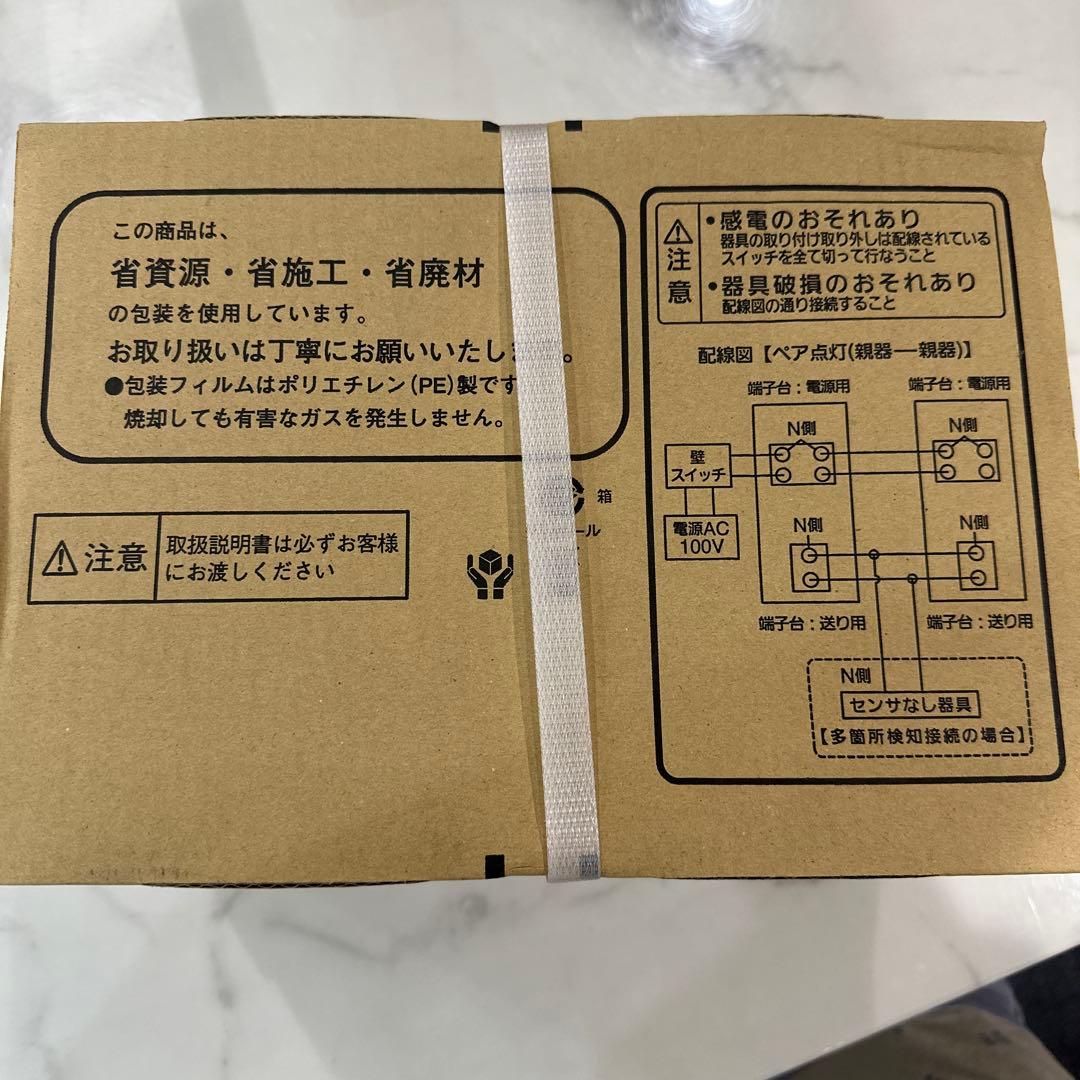 この商品は、
省資源・省施工・省廃材
の包装を使用しています。
お取り扱いは丁寧にお願いいたし
。
●包装フィルムはポリエチレン(PE)製です
焼却しても有害なガスを発生しません。
注意
取扱説明書は必ずお客様
にお渡しください
箱
ール
注意
・感電のおそれあり
器具の取り付け取り外しは配線されている
スイッチを全て切って行なうこと
・器具破損のおそれあり
配線図の通り接続すること
配線図【ペア点灯(親器ー親器)】
端子台：電源用
端子台：電源用
N側
N側
壁
スイッチ
電源AC
100V
N側
N側
端子台：送り用
端子台：送り用
N側
センサなし器具
【多箇所検知接続の場合】